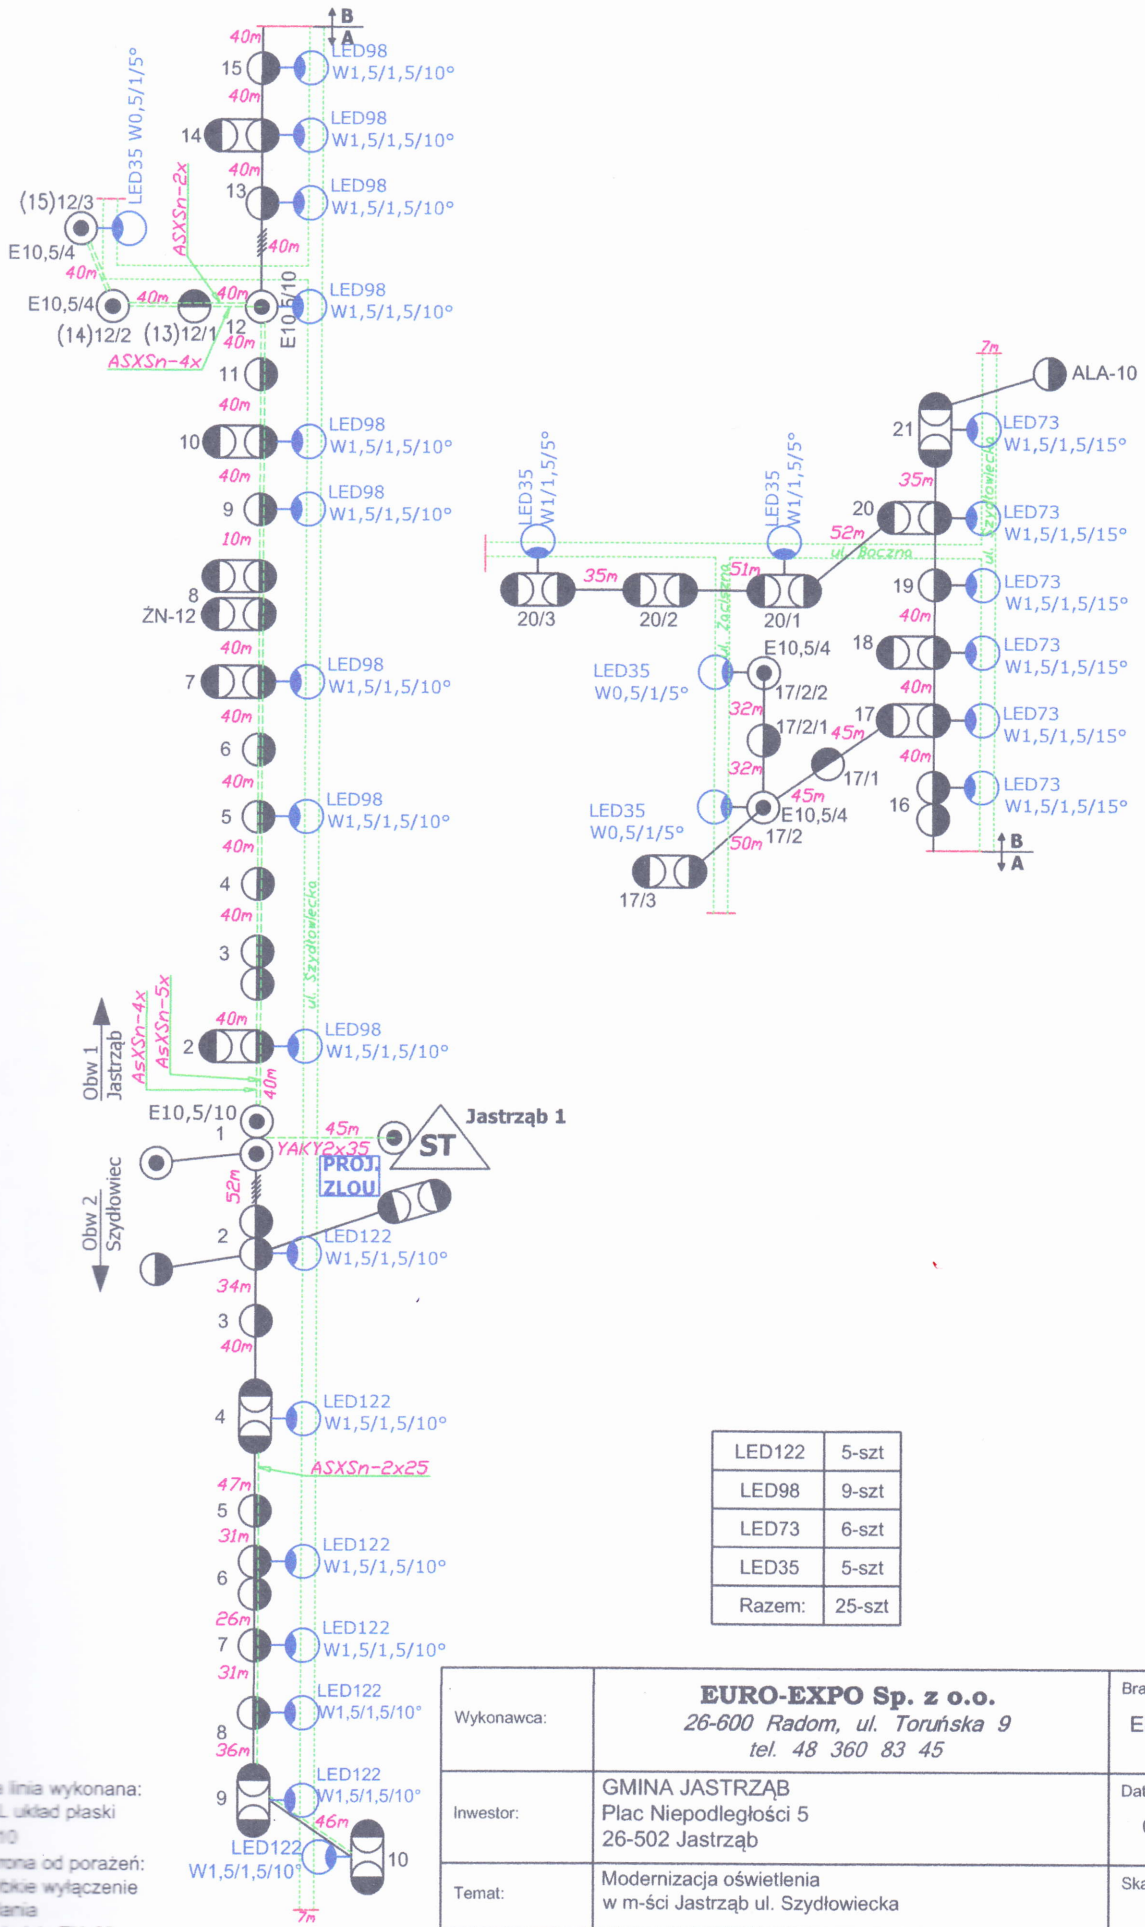 B
A
40m
15
LED98
W1,5/1,5/10°
40m
14
LED98
W1,5/1,5/10°
40m
13
LED98
W1,5/1,5/10°
40m
LED35 W0,5/1/5°
ASXSn-2x
(15)12/3
E10,5/4
40m
E10,5/4
(14)12/2
40m
(13)12/1
40m
12
E10,5/10
LED98
W1,5/1,5/10°
ASXSn-4x
40m
11
40m
10
LED98
W1,5/1,5/10°
40m
9
LED98
W1,5/1,5/10°
10m
8
ŻN-12
40m
7
LED98
W1,5/1,5/10°
40m
6
40m
5
LED98
W1,5/1,5/10°
40m
4
40m
3
ul. Szydłowiecka
40m
2
LED98
W1,5/1,5/10°
AsXSn-4x
AsXSn-5x
40m
Obw 1
Jastrząb
E10,5/10
1
45m
YAKY2x35
ST
Jastrząb 1
PROJ.
ZLOU
Obw 2
Szydłowiec
52m
2
LED122
W1,5/1,5/10°
34m
3
40m
4
LED122
W1,5/1,5/10°
ASXSn-2x25
47m
5
31m
6
LED122
W1,5/1,5/10°
26m
7
LED122
W1,5/1,5/10°
31m
8
LED122
W1,5/1,5/10°
36m
9
LED122
W1,5/1,5/10°
46m
10
LED122
W1,5/1,5/10°
7m
7m
ALA-10
21
LED73
W1,5/1,5/15°
ul. Szydłowiecka
35m
20
LED73
W1,5/1,5/15°
52m
ul. Boczna
19
LED73
W1,5/1,5/15°
40m
18
LED73
W1,5/1,5/15°
40m
17
LED73
W1,5/1,5/15°
40m
16
LED73
W1,5/1,5/15°
B
A
LED35
W1/1,5/5°
LED35
W1/1,5/5°
35m
51m
20/3
20/2
20/1
ul. Zaciszna
E10,5/4
LED35
W0,5/1/5°
17/2/2
32m
17/2/1
45m
32m
17/1
45m
LED35
W0,5/1/5°
E10,5/4
17/2
50m
17/3
LED122 5-szt
LED98 9-szt
LED73 6-szt
LED35 5-szt
Razem: 25-szt
Wykonawca:
EURO-EXPO Sp. z o.o.
26-600 Radom, ul. Toruńska 9
tel. 48 360 83 45
Bra
E
Inwestor:
GMINA JASTRZĄB
Plac Niepodległości 5
26-502 Jastrząb
Dat
Temat:
Modernizacja oświetlenia
w m-ści Jastrząb ul. Szydłowiecka
Ska
linia wykonana:
układ płaski
10
rona od porażeń:
bkie wyłączenie